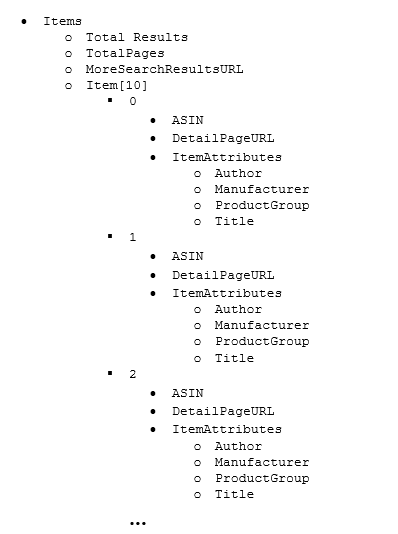 • Items
o Total Results
o TotalPages
o MoreSearchResultsURL
o Item[10]
▪ 0
• ASIN
• DetailPageURL
• ItemAttributes
o Author
o Manufacturer
o ProductGroup
o Title
▪ 1
• ASIN
• DetailPageURL
• ItemAttributes
o Author
o Manufacturer
o ProductGroup
o Title
▪ 2
• ASIN
• DetailPageURL
• ItemAttributes
o Author
o Manufacturer
o ProductGroup
o Title
…